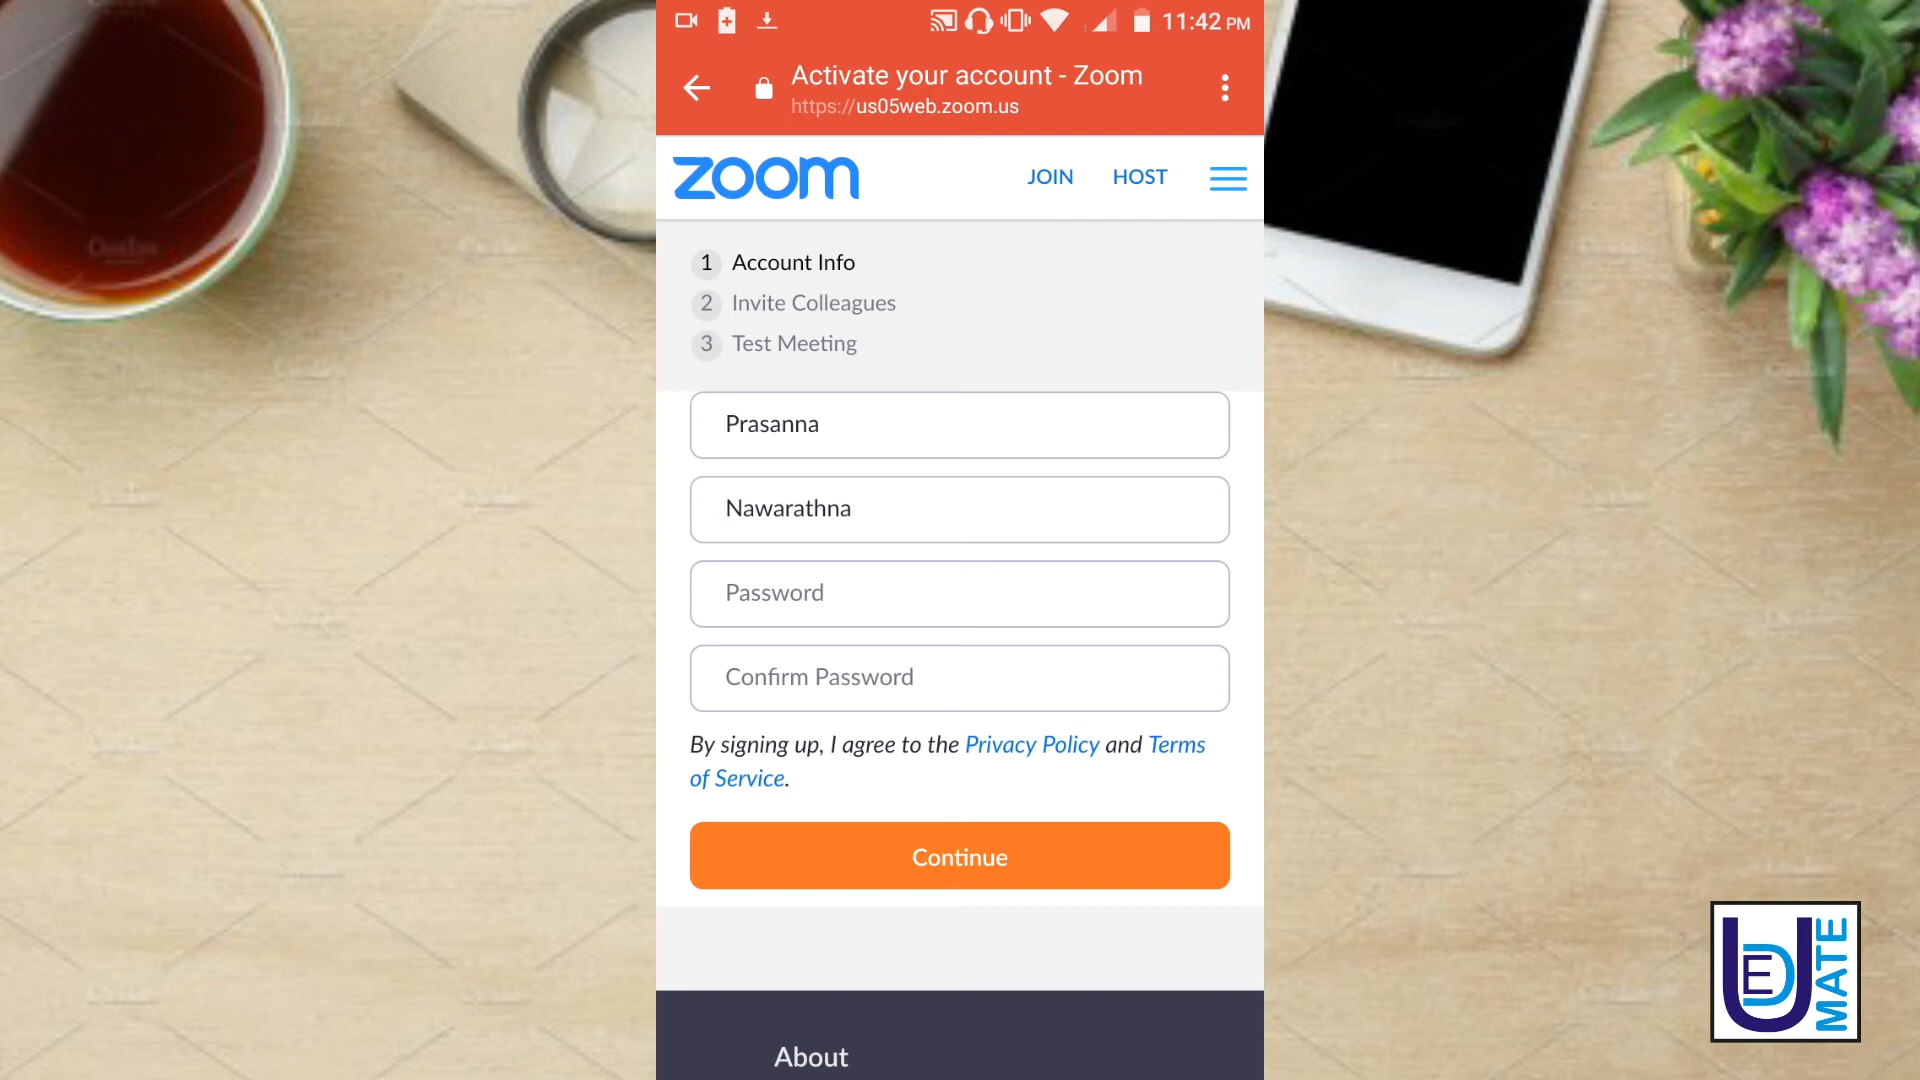 11:42 PM
Activate your account - Zoom
https://us05web.zoom.us
zoom
JOIN
HOST
1 Account Info
2 Invite Colleagues
3 Test Meeting
Prasanna
Nawarathna
Password
Confirm Password
By signing up, I agree to the Privacy Policy and Terms
of Service.
Continue
About
UED MATE